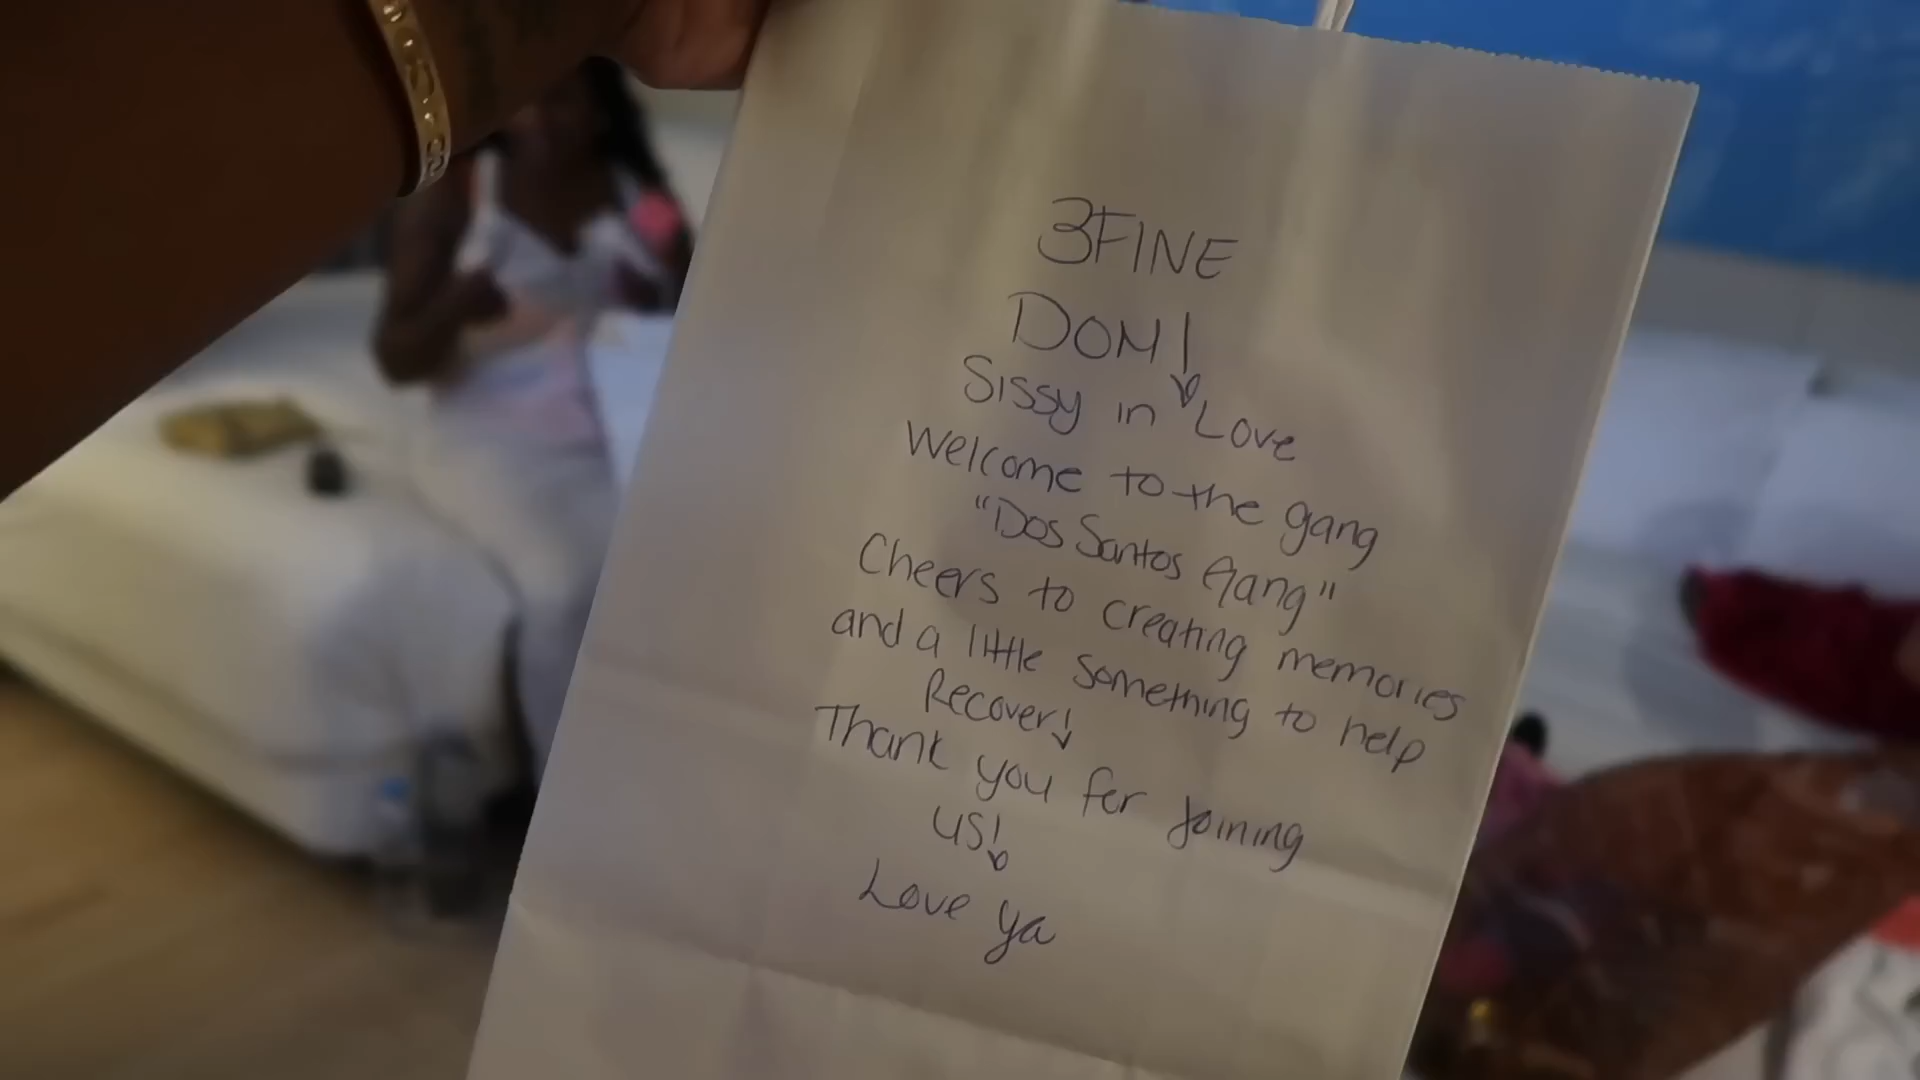 3FINE
DOM!
Sissy in Love
Welcome to the gang
"Dos Santos Gang"
Cheers to creating memories
and a little something to help
Recover!
Thank you for joining
us!
Love ya